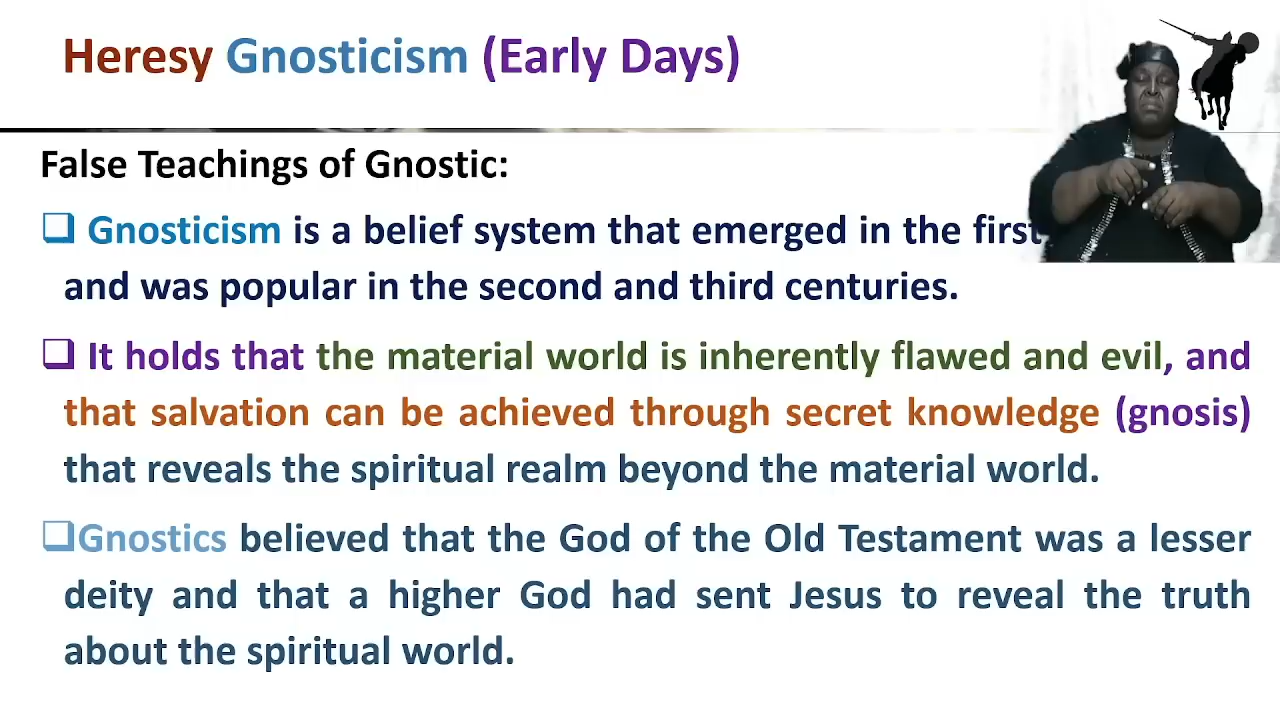 Heresy Gnosticism (Early Days)
False Teachings of Gnostic:
Gnosticism is a belief system that emerged in the first
and was popular in the second and third centuries.
It holds that the material world is inherently flawed and evil, and
that salvation can be achieved through secret knowledge (gnosis)
that reveals the spiritual realm beyond the material world.
Gnostics believed that the God of the Old Testament was a lesser
deity and that a higher God had sent Jesus to reveal the truth
about the spiritual world.